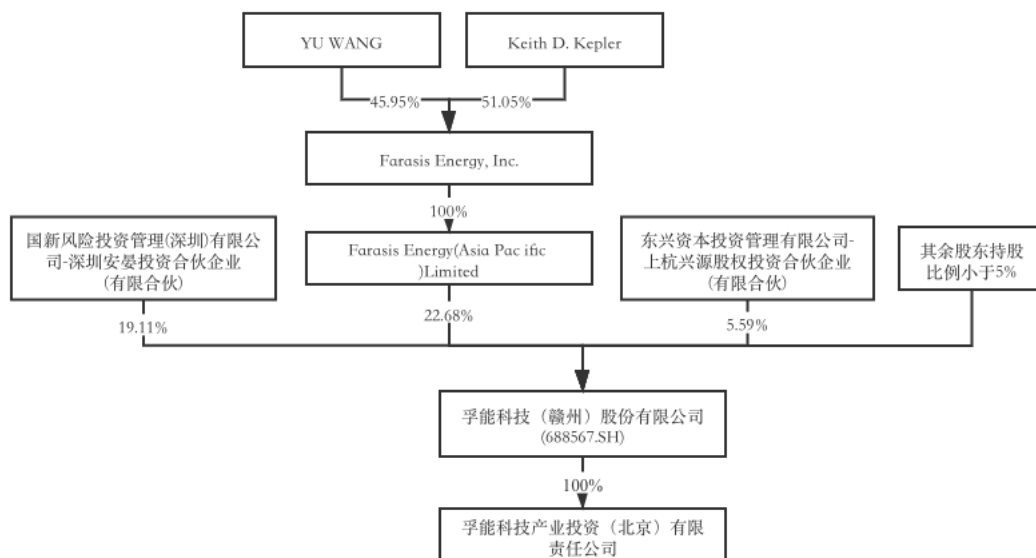 YU WANG
Keith D. Kepler
45.95%
51.05%
Farasis Energy, Inc.
100%
国新风险投资管理(深圳)有限公
司-深圳安晏投资合伙企业
(有限合伙)
Farasis Energy(Asia Pac ific
)Limited
东兴资本投资管理有限公司-
上杭兴源股权投资合伙企业
(有限合伙)
其余股东持股
比例小于5%
19.11%
22.68%
5.59%
孚能科技（赣州）股份有限公司
(688567.SH)
100%
孚能科技产业投资（北京）有限
责任公司